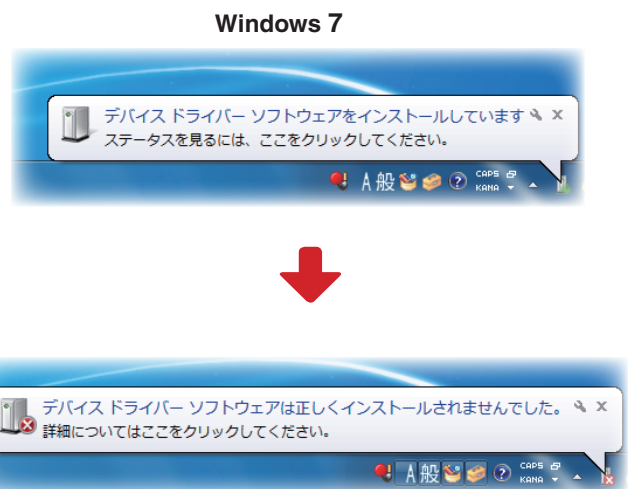 Windows 7
デバイス ドライバー ソフトウェアをインストールしています
ステータスを見るには、ここをクリックしてください。
A 般 CAPS
KANA
デバイス ドライバー ソフトウェアは正しくインストールされませんでした。
詳細についてはここをクリックしてください。
A 般 CAPS
KANA